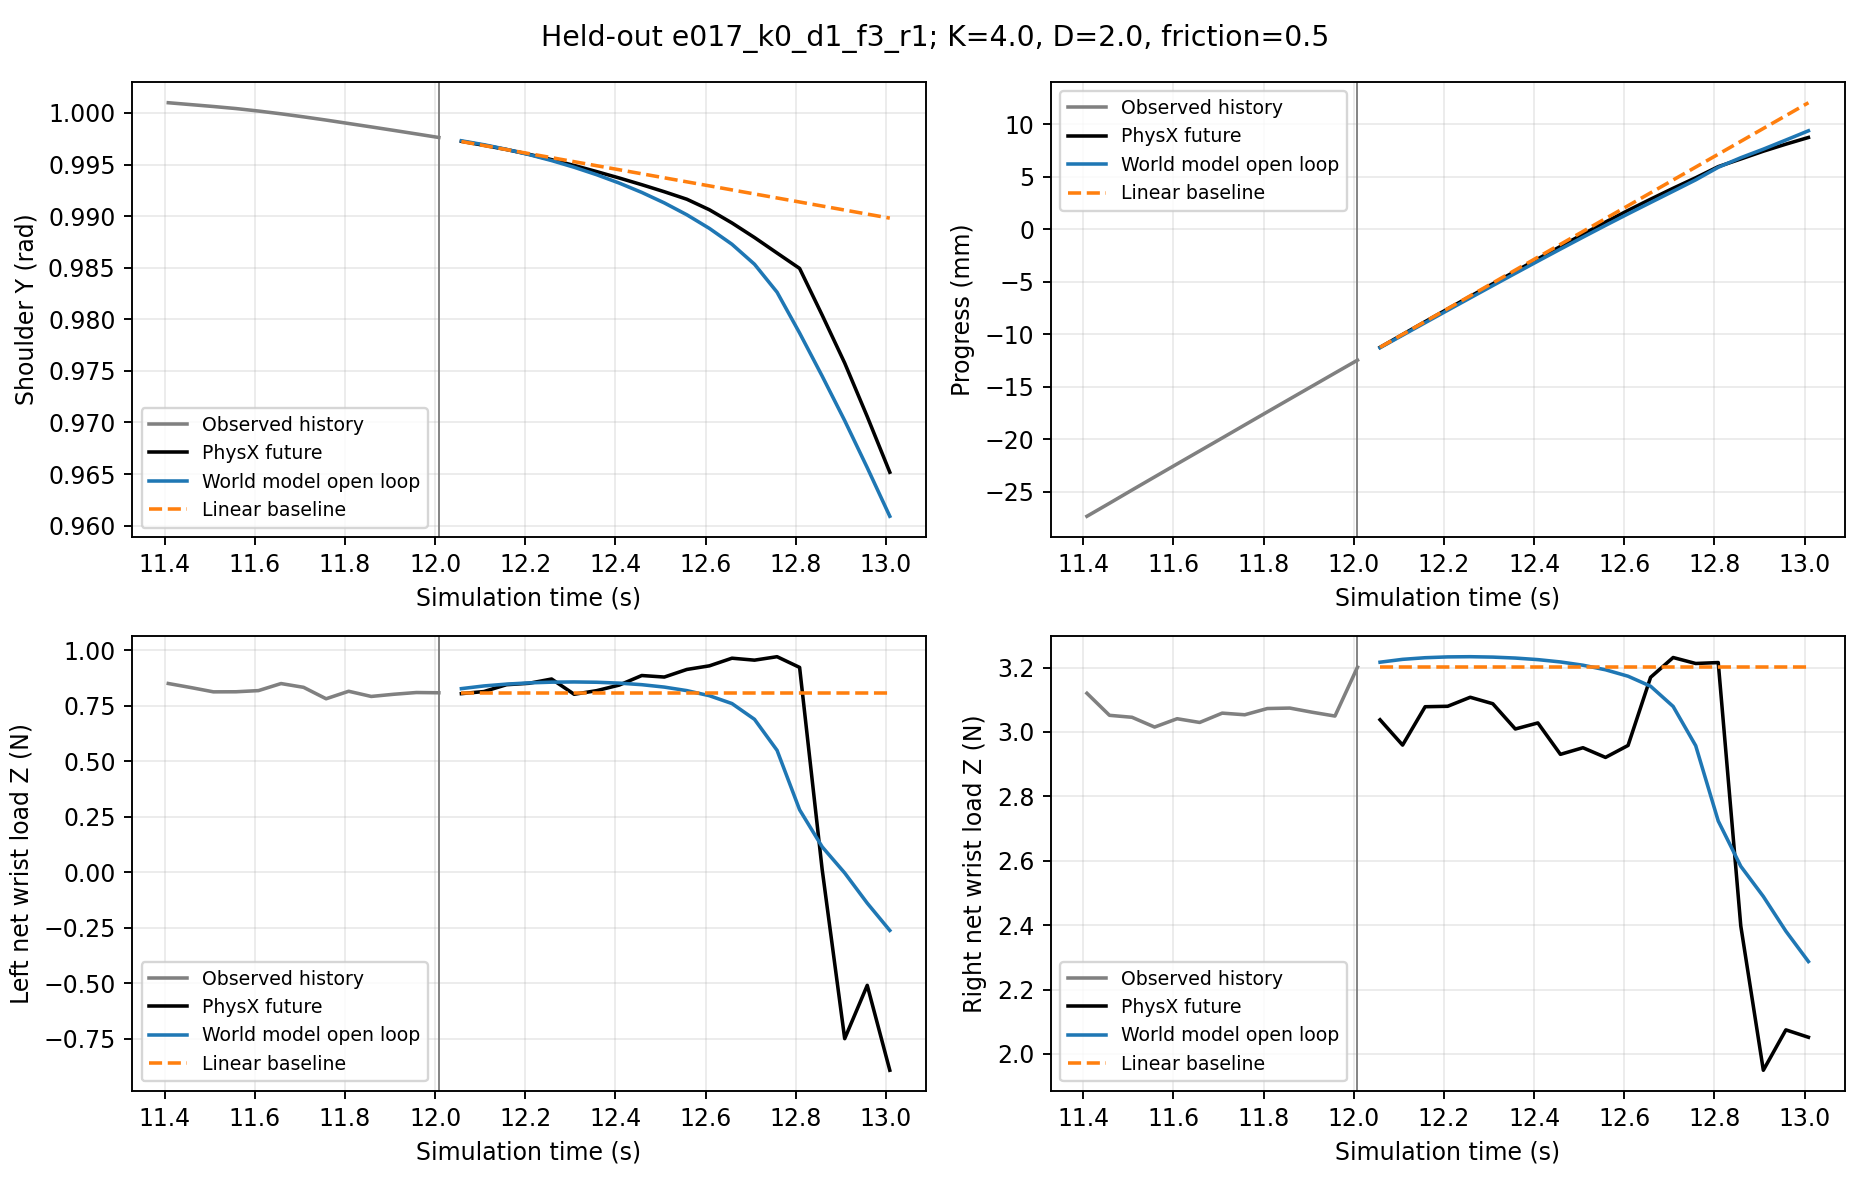 Held-out e017_k0_d1_f3_r1; K=4.0, D=2.0, friction=0.5
Shoulder Y (rad)
1.000
0.995
0.990
0.985
0.980
0.975
0.970
0.965
0.960
Observed history
PhysX future
World model open loop
Linear baseline
11.4 11.6 11.8 12.0 12.2 12.4 12.6 12.8 13.0
Simulation time (s)
Progress (mm)
10
5
0
−5
−10
−15
−20
−25
Observed history
PhysX future
World model open loop
Linear baseline
11.4 11.6 11.8 12.0 12.2 12.4 12.6 12.8 13.0
Simulation time (s)
Left net wrist load Z (N)
1.00
0.75
0.50
0.25
0.00
−0.25
−0.50
−0.75
Observed history
PhysX future
World model open loop
Linear baseline
11.4 11.6 11.8 12.0 12.2 12.4 12.6 12.8 13.0
Simulation time (s)
Right net wrist load Z (N)
3.2
3.0
2.8
2.6
2.4
2.2
2.0
Observed history
PhysX future
World model open loop
Linear baseline
11.4 11.6 11.8 12.0 12.2 12.4 12.6 12.8 13.0
Simulation time (s)